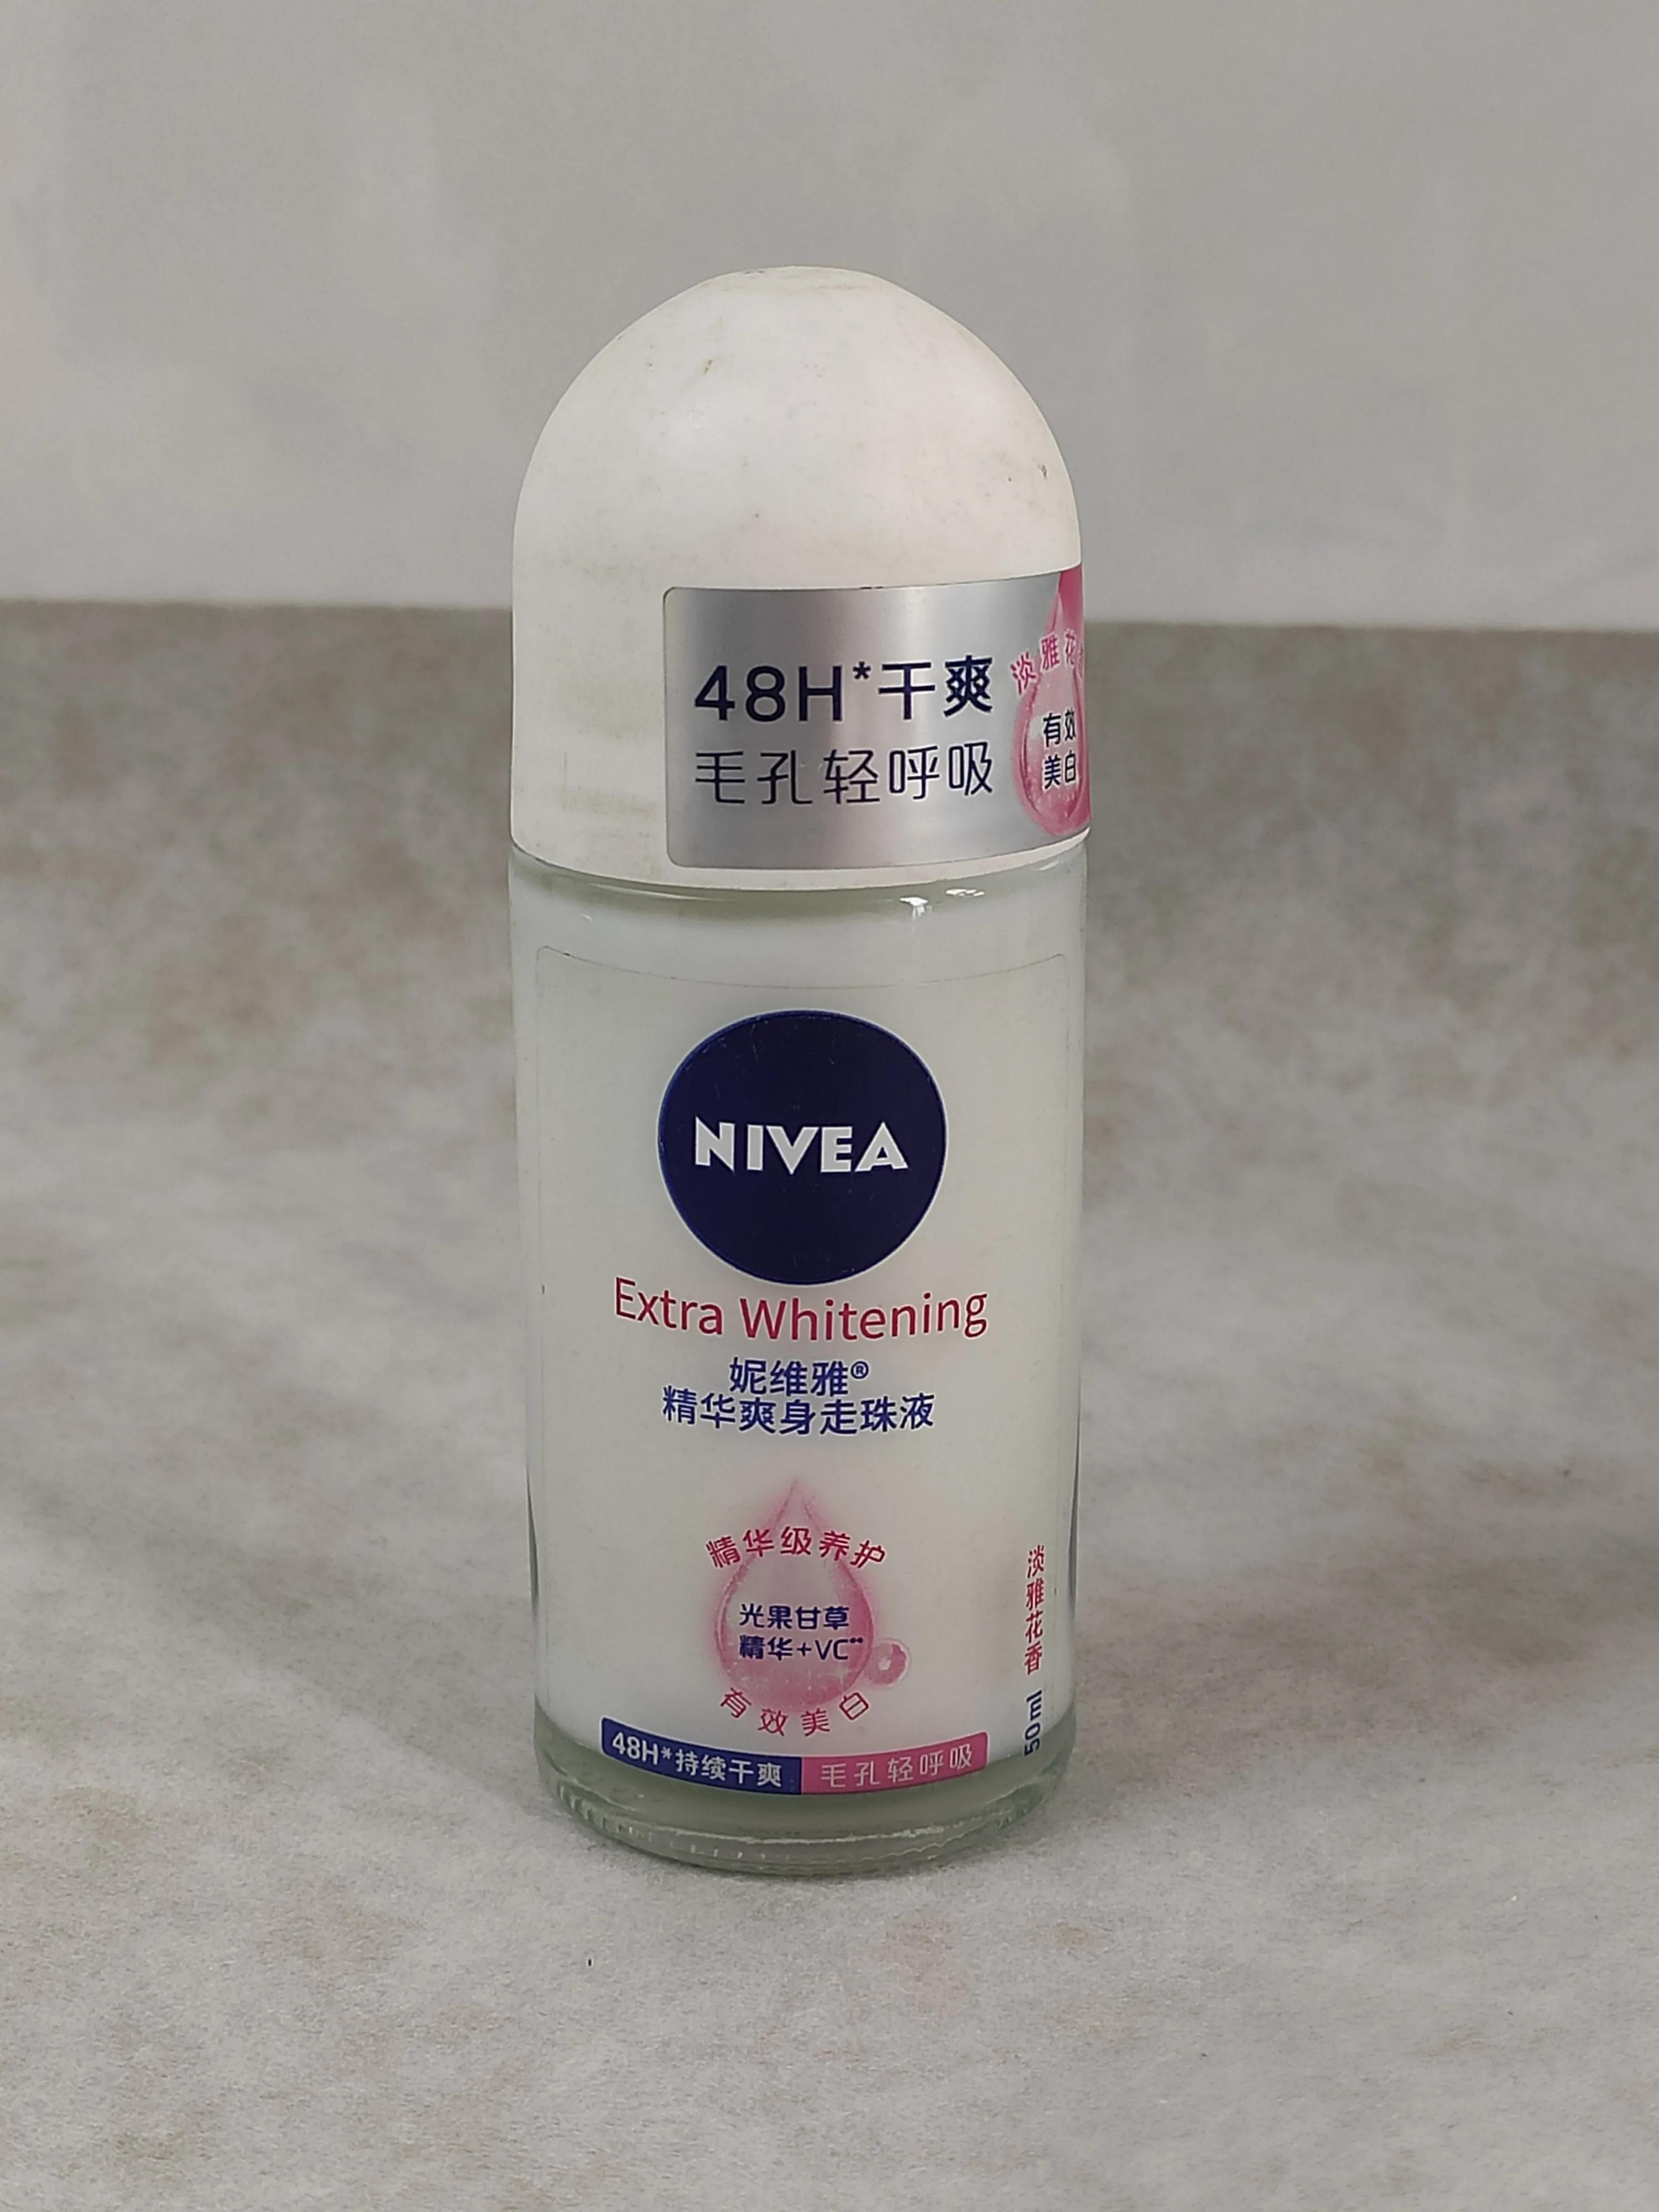 48H*干爽
毛孔轻呼吸
淡雅花
有效
美白
NIVEA
Extra Whitening
妮维雅®
精华爽身走珠液
精华级养护
光果甘草
精华+VC**
有效美白
48H*持续干爽 毛孔轻呼吸
淡雅花香 50ml